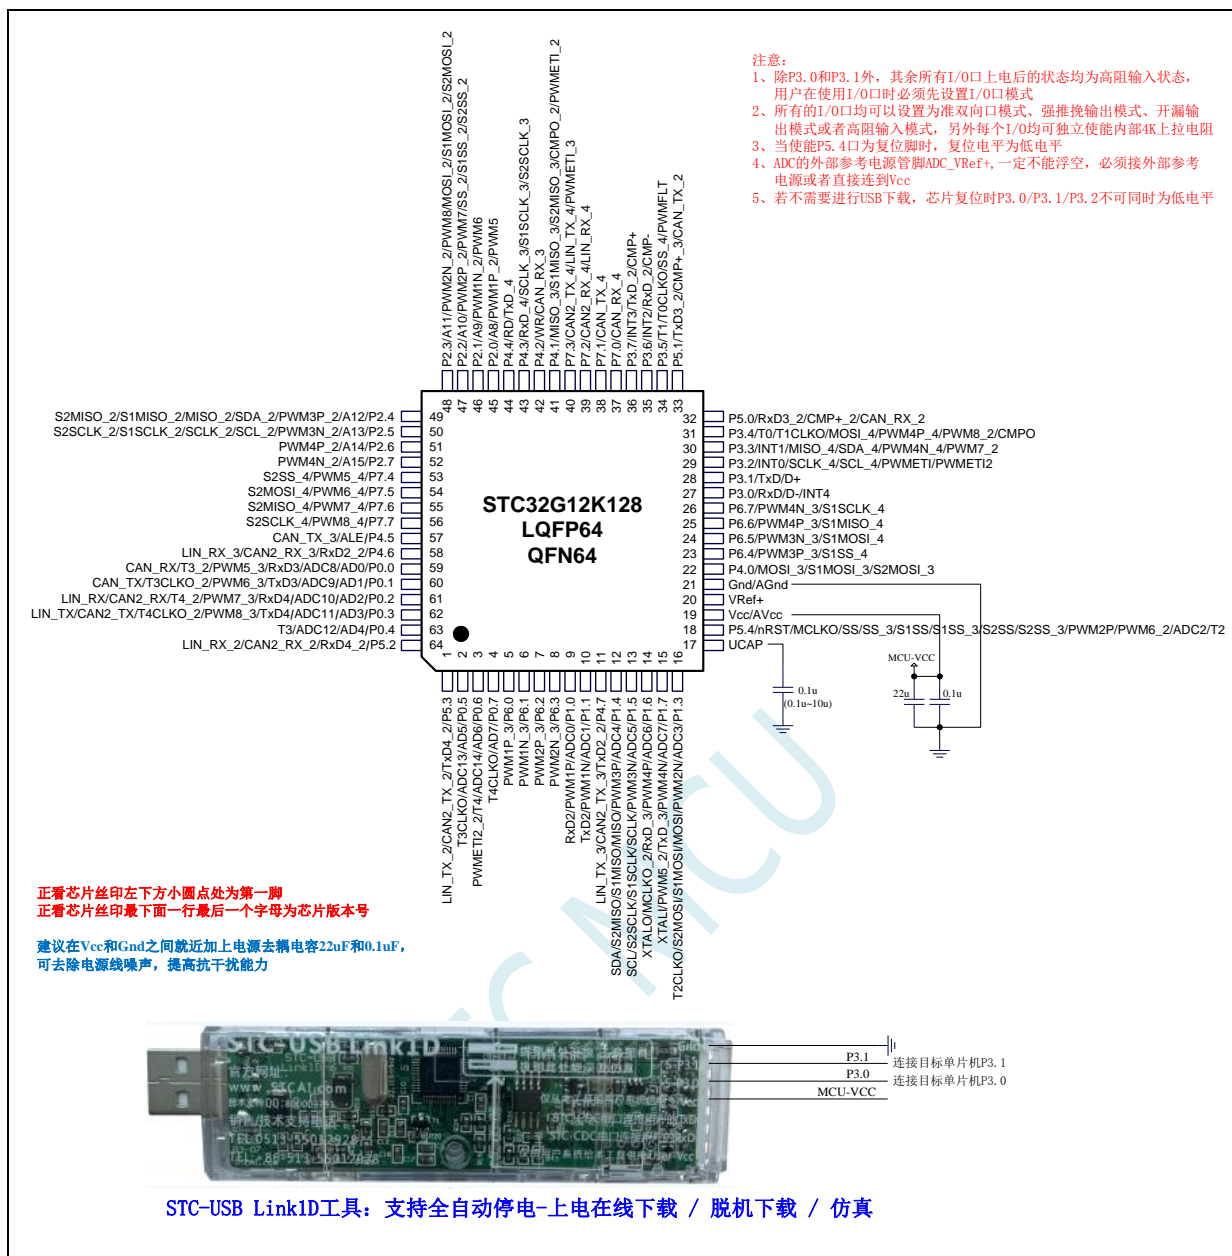 注意:
1、除P3.0和P3.1外，其余所有I/O口上电后的状态均为高阻输入状态，
用户在使用I/O口时必须先设置I/O口模式
2、所有的I/O口均可以设置为准双向口模式、强推挽输出模式、开漏输
出模式或者高阻输入模式，另外每个I/O均可独立使能内部4K上拉电阻
3、当使能P5.4口为复位脚时，复位电平为低电平
4、ADC的外部参考电源管脚ADC_VRef+,一定不能浮空，必须接外部参考
电源或者直接连到Vcc
5、若不需要进行USB下载，芯片复位时P3.0/P3.1/P3.2不可同时为低电平
P2.3/A11/PWM2N_2/PWM8/MOSI_2/S1MOSI_2/S2MOSI_2
P2.2/A10/PWM2P_2/PWM7/SS_2/S1SS_2/S2SS_2
P2.1/A9/PWM1N_2/PWM6
P2.0/A8/PWM1P_2/PWM5
P4.4/RD/TxD_4
P4.3/RxD_4/SCLK_3/S1SCLK_3/S2SCLK_3
P4.2/WR/CAN_RX_3
P4.1/MISO_3/S1MISO_3/S2MISO_3/CMPO_2/PWMETI_2
P7.3/CAN2_TX_4/LIN_TX_4/PWMETI_3
P7.2/CAN2_RX_4/LIN_RX_4
P7.1/CAN_TX_4
P7.0/CAN_RX_4
P3.7/INT3/TxD_2/CMP+
P3.6/INT2/RxD_2/CMP-
P3.5/T1/T0CLKO/SS_4/PWMFLT
P5.1/TxD3_2/CMP+_3/CAN_TX_2
48 47 46 45 44 43 42 41 40 39 38 37 36 35 34 33
S2MISO_2/S1MISO_2/MISO_2/SDA_2/PWM3P_2/A12/P2.4 49
S2SCLK_2/S1SCLK_2/SCLK_2/SCL_2/PWM3N_2/A13/P2.5 50
PWM4P_2/A14/P2.6 51
PWM4N_2/A15/P2.7 52
S2SS_4/PWM5_4/P7.4 53
S2MOSI_4/PWM6_4/P7.5 54
S2MISO_4/PWM7_4/P7.6 55
S2SCLK_4/PWM8_4/P7.7 56
CAN_TX_3/ALE/P4.5 57
LIN_RX_3/CAN2_RX_3/RxD2_2/P4.6 58
CAN_RX/T3_2/PWM5_3/RxD3/ADC8/AD0/P0.0 59
CAN_TX/T3CLKO_2/PWM6_3/TxD3/ADC9/AD1/P0.1 60
LIN_RX/CAN2_RX/T4_2/PWM7_3/RxD4/ADC10/AD2/P0.2 61
LIN_TX/CAN2_TX/T4CLKO_2/PWM8_3/TxD4/ADC11/AD3/P0.3 62
T3/ADC12/AD4/P0.4 63
LIN_RX_2/CAN2_RX_2/RxD4_2/P5.2 64
STC32G12K128
LQFP64
QFN64
32 P5.0/RxD3_2/CMP+_2/CAN_RX_2
31 P3.4/T0/T1CLKO/MOSI_4/PWM4P_4/PWM8_2/CMPO
30 P3.3/INT1/MISO_4/SDA_4/PWM4N_4/PWM7_2
29 P3.2/INT0/SCLK_4/SCL_4/PWMETI/PWMETI2
28 P3.1/TxD/D+
27 P3.0/RxD/D-/INT4
26 P6.7/PWM4N_3/S1SCLK_4
25 P6.6/PWM4P_3/S1MISO_4
24 P6.5/PWM3N_3/S1MOSI_4
23 P6.4/PWM3P_3/S1SS_4
22 P4.0/MOSI_3/S1MOSI_3/S2MOSI_3
21 Gnd/AGnd
20 VRef+
19 Vcc/AVcc
18 P5.4/nRST/MCLKO/SS/SS_3/S1SS/S1SS_3/S2SS/S2SS_3/PWM2P/PWM6_2/ADC2/T2
17 UCAP
1 2 3 4 5 6 7 8 9 10 11 12 13 14 15 16
LIN_TX_2/CAN2_TX_2/TxD4_2/P5.3
T3CLKO/ADC13/AD5/P0.5
PWMETI2_2/T4/ADC14/AD6/P0.6
T4CLKO/AD7/P0.7
PWM1P_3/P6.0
PWM1N_3/P6.1
PWM2P_3/P6.2
PWM2N_3/P6.3
RxD2/PWM1P/ADC0/P1.0
TxD2/PWM1N/ADC1/P1.1
LIN_TX_3/CAN2_TX_3/TxD2_2/P4.7
SDA/S2MISO/S1MISO/MISO/PWM3P/ADC4/P1.4
SCL/S2SCLK/S1SCLK/SCLK/PWM3N/ADC5/P1.5
XTALO/MCLKO_2/RxD_3/PWM4P/ADC6/P1.6
XTALI/PWM5_2/TxD_3/PWM4N/ADC7/P1.7
T2CLKO/S2MOSI/S1MOSI/MOSI/PWM2N/ADC3/P1.3
MCU-VCC
22u
0.1u
0.1u
(0.1u~10u)
正看芯片丝印左下方小圆点处为第一脚
正看芯片丝印最下面一行最后一个字母为芯片版本号
建议在Vcc和Gnd之间就近加上电源去耦电容22uF和0.1uF，
可去除电源线噪声，提高抗干扰能力
STC MCU
STC-USB Link1D
官方网址:
www.STCAI.com
销售/技术支持电话
TEL:0513-55012928
P3.1
连接目标单片机P3.1
P3.0
连接目标单片机P3.0
MCU-VCC
STC-USB Link1D工具: 支持全自动停电-上电在线下载 / 脱机下载 / 仿真